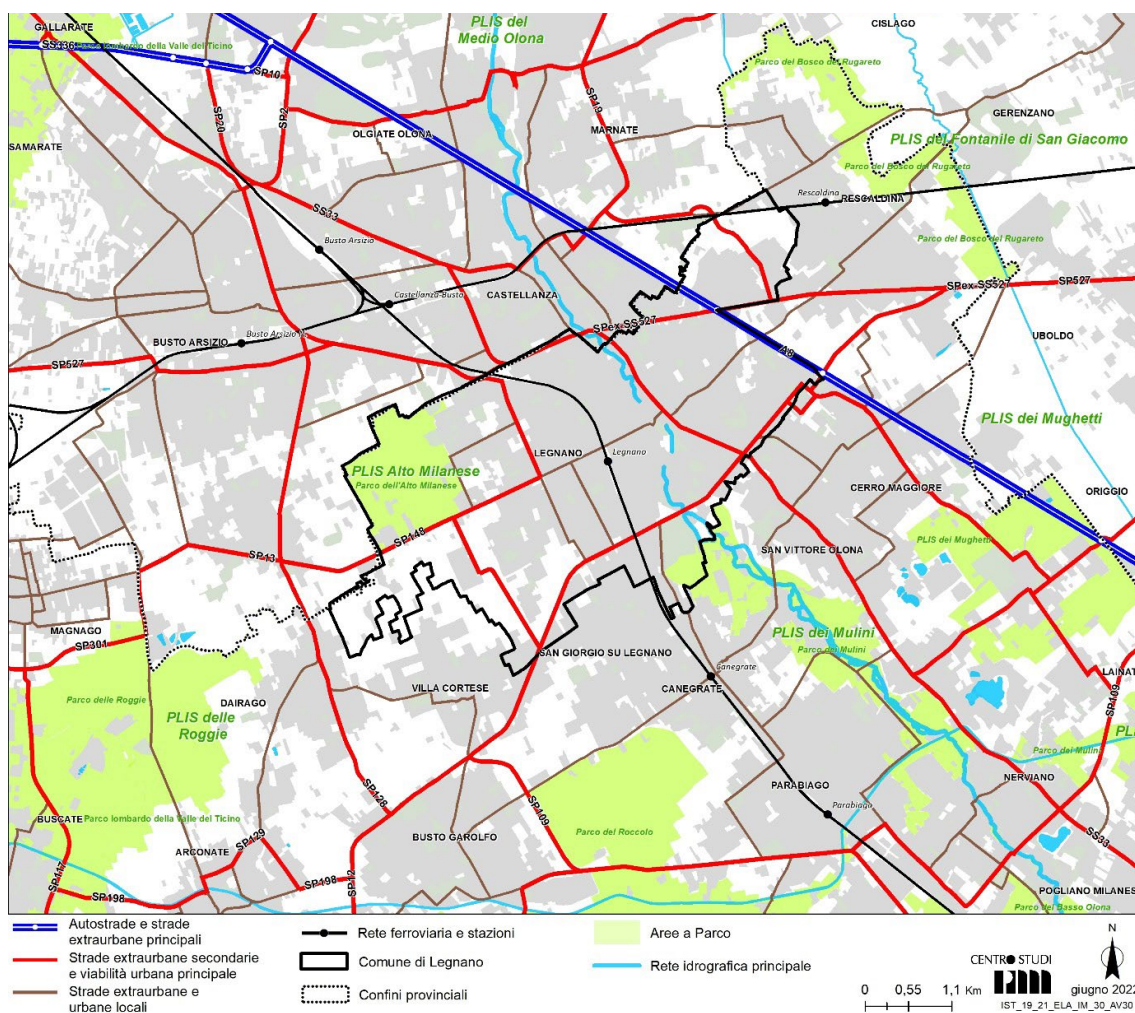 GALLARATE
PLIS del
Medio Olona
CISLAGO
SS336
Parco lombardo della Valle del Ticino
Parco del Bosco del Rugareto
SP10
SP20
SP2
SP19
OLGIATE OLONA
MARNATE
GERENZANO
SAMARATE
PLIS del Fontanile di San Giacomo
Parco del Bosco del Rugareto
Rescaldina
RESCALDINA
SS33
Busto Arsizio
Parco del Bosco del Rugareto
Castellanza-Busto
CASTELLANZA
SPex SS527
SP527
SPex SS527
Busto Arsizio N.
BUSTO ARSIZIO
UBOLDO
A8
SP527
PLIS dei Mughetti
LEGNANO
Legnano
PLIS Alto Milanese
Parco dell'Alto Milanese
CERRO MAGGIORE
ORIGGIO
SP148
PLIS dei Mughetti
SP13
SAN VITTORE OLONA
MAGNAGO
SP301
PLIS dei Mulini
Parco dei Mulini
SAN GIORGIO SU LEGNANO
Canegrate
CANEGRATE
LAINAT
VILLA CORTESE
Parco delle Roggie
DAIRAGO
PLIS delle
Roggie
SP109
PLI
Parco dei Mulini
NERVIANO
PARABIAGO
Parabiago
SP128
SP109
BUSCATE
Parco lombardo della Valle del Ticino
Parco del Roccolo
BUSTO GAROLFO
SP129
ARCONATE
SS33
SP117
SP198
SP198
SP12
POGLIANO MILANES
Parco del Basso Olona
Autostrade e strade
extraurbane principali
Strade extraurbane secondarie
e viabilità urbana principale
Strade extraurbane e
urbane locali
Rete ferroviaria e stazioni
Comune di Legnano
Confini provinciali
Aree a Parco
Rete idrografica principale
N
CENTRO STUDI
PIM
giugno 2022
0 0,55 1,1 Km
IST_19_21_ELA_IM_30_AV30